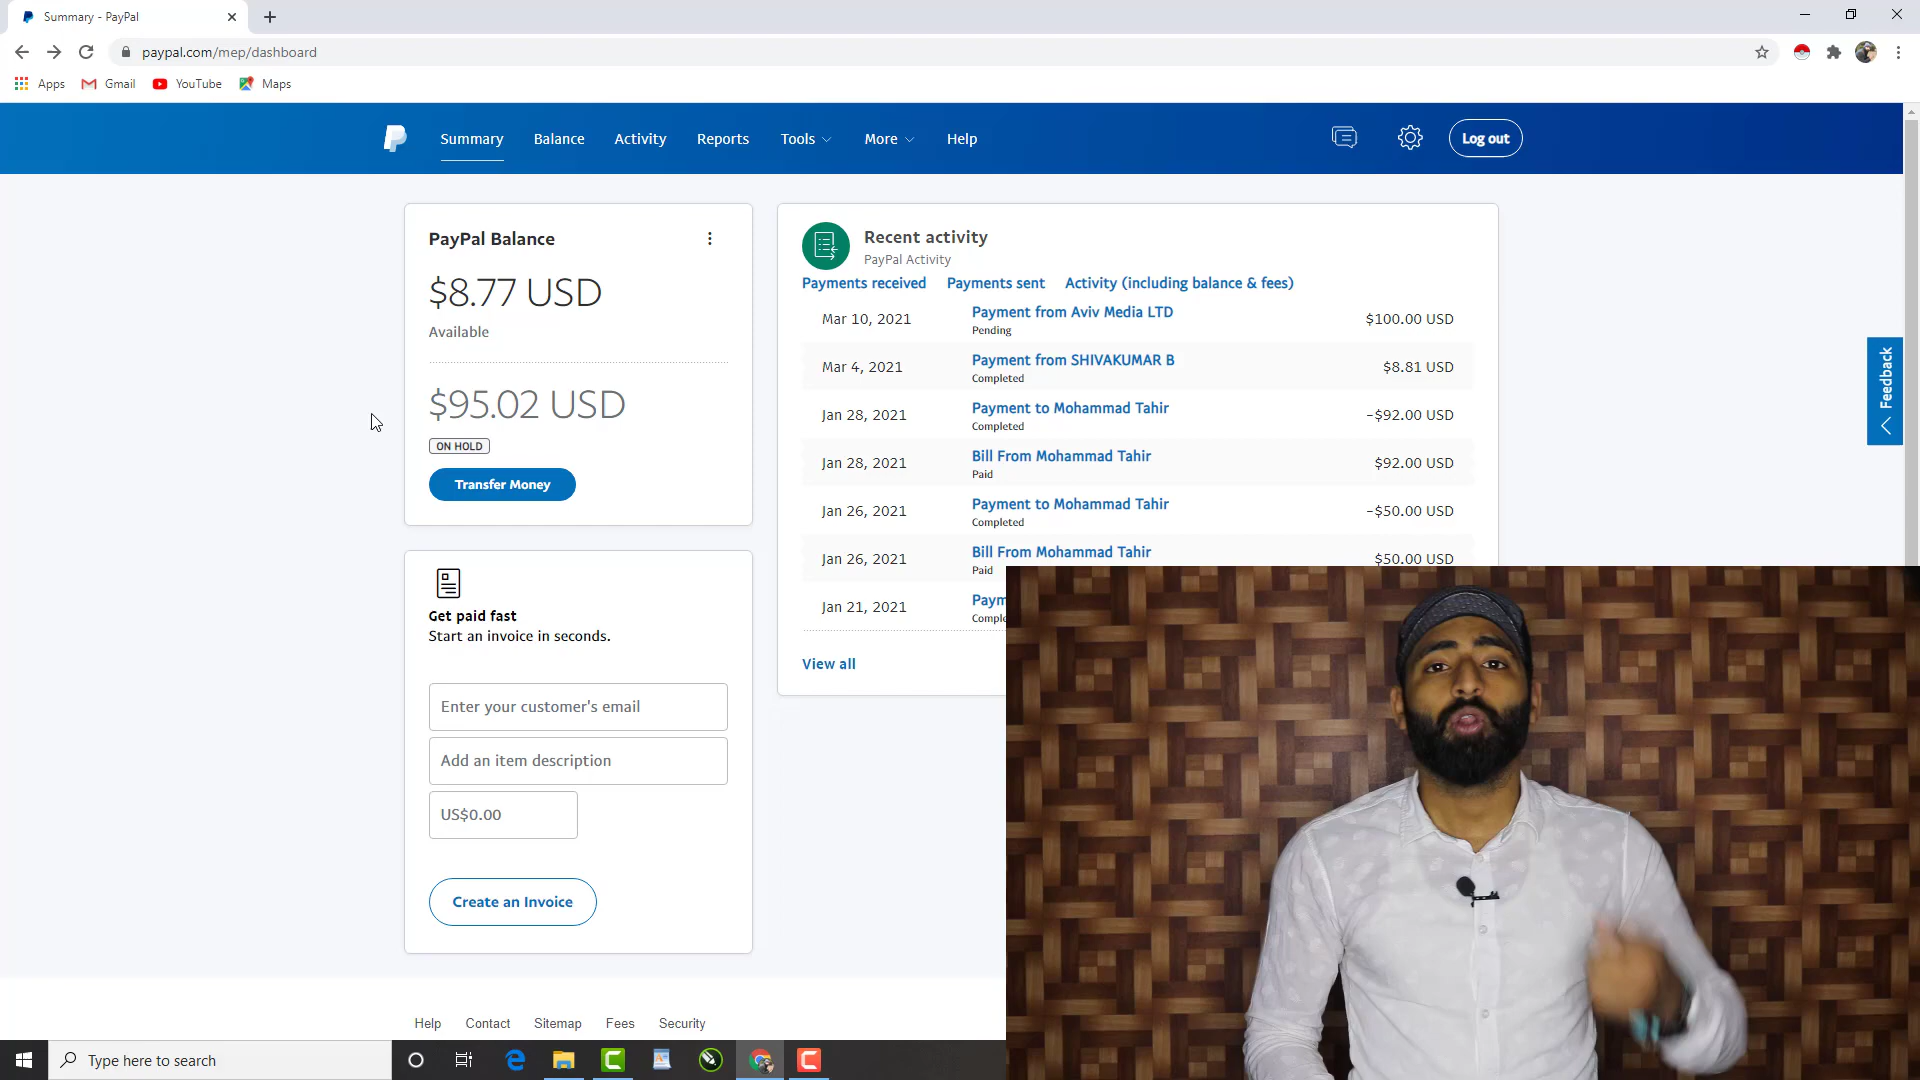 Summary - PayPal
paypal.com/mep/dashboard
Apps
Gmail
YouTube
Maps
Summary
Balance
Activity
Reports
Tools
More
Help
Log out
PayPal Balance
$8.77 USD
Available
$95.02 USD
ON HOLD
Transfer Money
Get paid fast
Start an invoice in seconds.
Enter your customer's email
Add an item description
US$0.00
Create an Invoice
Recent activity
PayPal Activity
Payments received Payments sent Activity (including balance & fees)
Mar 10, 2021 Payment from Aviv Media LTD $100.00 USD
Pending
Mar 4, 2021 Payment from SHIVAKUMAR B $8.81 USD
Completed
Jan 28, 2021 Payment to Mohammad Tahir -$92.00 USD
Completed
Jan 28, 2021 Bill From Mohammad Tahir $92.00 USD
Paid
Jan 26, 2021 Payment to Mohammad Tahir -$50.00 USD
Completed
Jan 26, 2021 Bill From Mohammad Tahir $50.00 USD
Paid
Jan 21, 2021
View all
Feedback
Help Contact Sitemap Fees Security
Type here to search